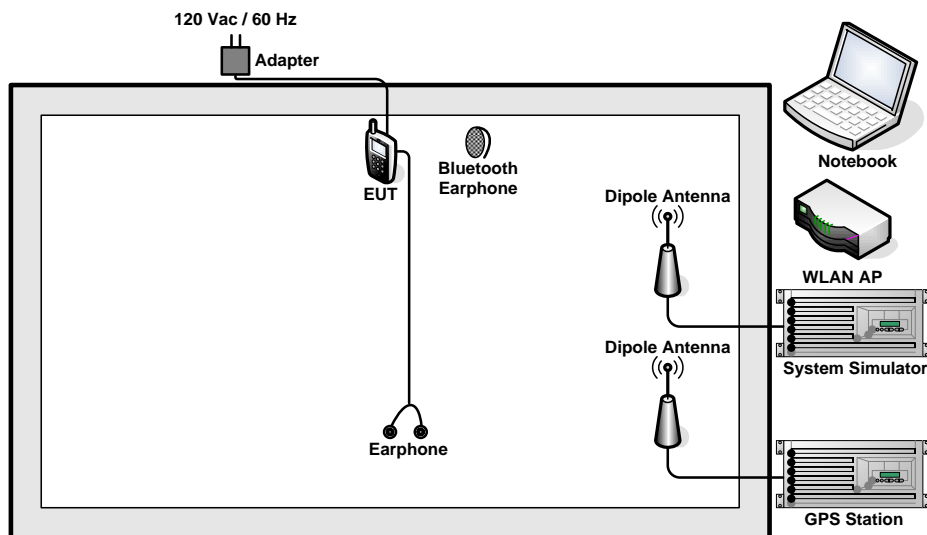 120 Vac / 60 Hz
Adapter
EUT
Bluetooth
Earphone
Notebook
Dipole Antenna
WLAN AP
System Simulator
Dipole Antenna
Earphone
GPS Station